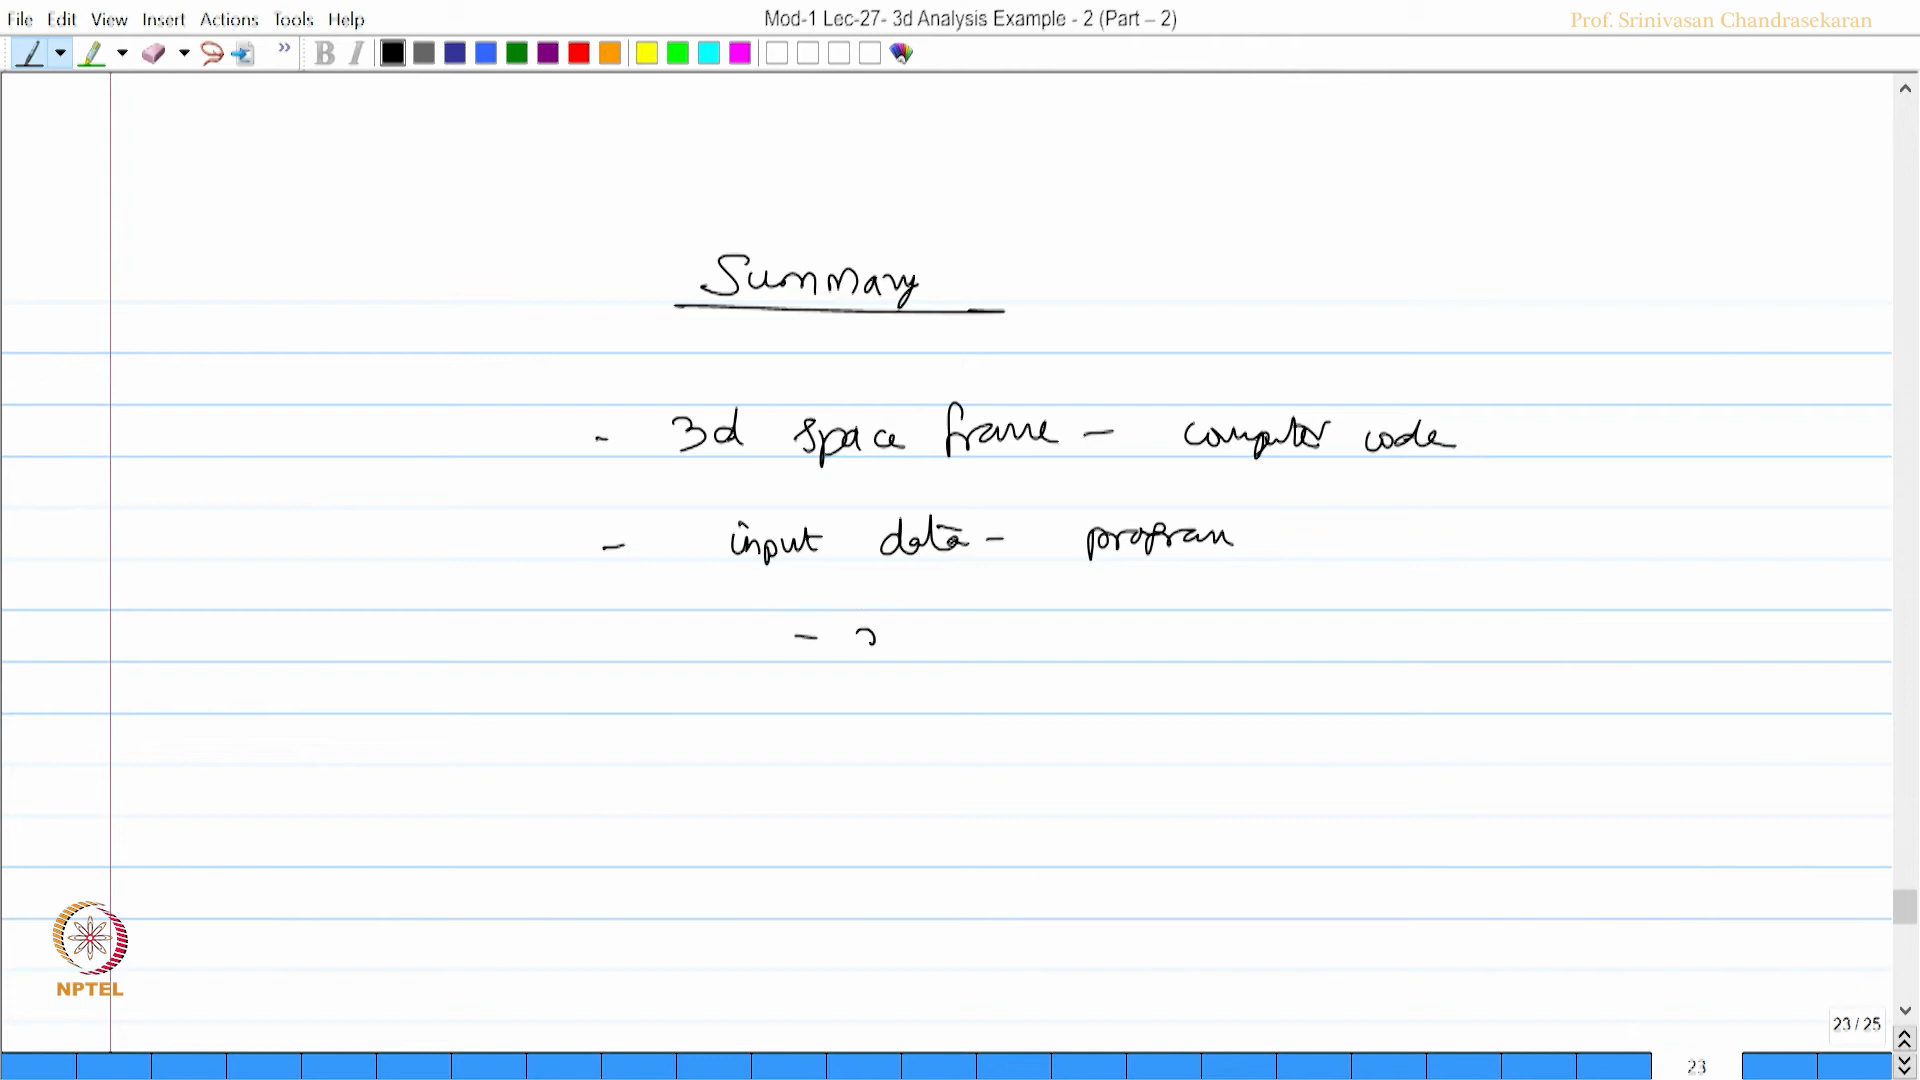 File Edit View Insert Actions Tools Help
Mod-1 Lec-27- 3d Analysis Example - 2 (Part – 2)
Prof. Srinivasan Chandrasekaran
B I
Summary
- 3d space frame - computer code
- input data - program
-
NPTEL
23 / 25
23